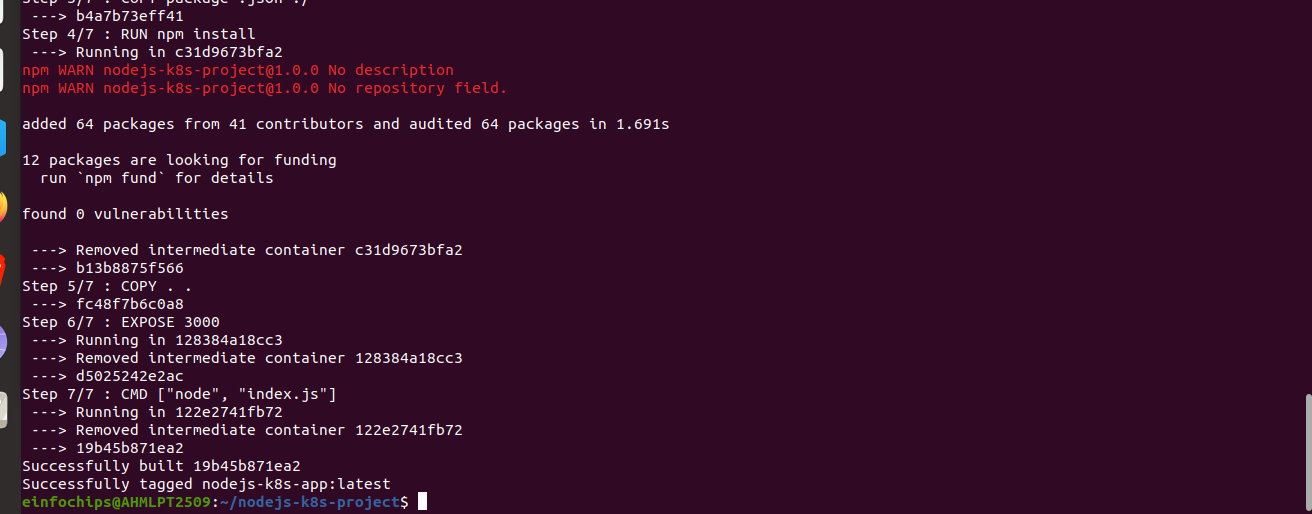 Step 3/7 : COPY package*.json ./
 ---> b4a7b73eff41
Step 4/7 : RUN npm install
 ---> Running in c31d9673bfa2
npm WARN nodejs-k8s-project@1.0.0 No description
npm WARN nodejs-k8s-project@1.0.0 No repository field.
added 64 packages from 41 contributors and audited 64 packages in 1.691s
12 packages are looking for funding
  run `npm fund` for details
found 0 vulnerabilities
 ---> Removed intermediate container c31d9673bfa2
 ---> b13b8875f566
Step 5/7 : COPY . .
 ---> fc48f7b6c0a8
Step 6/7 : EXPOSE 3000
 ---> Running in 128384a18cc3
 ---> Removed intermediate container 128384a18cc3
 ---> d5025242e2ac
Step 7/7 : CMD ["node", "index.js"]
 ---> Running in 122e2741fb72
 ---> Removed intermediate container 122e2741fb72
 ---> 19b45b871ea2
Successfully built 19b45b871ea2
Successfully tagged nodejs-k8s-app:latest
einfochips@AHMLPT2509:~/nodejs-k8s-project$